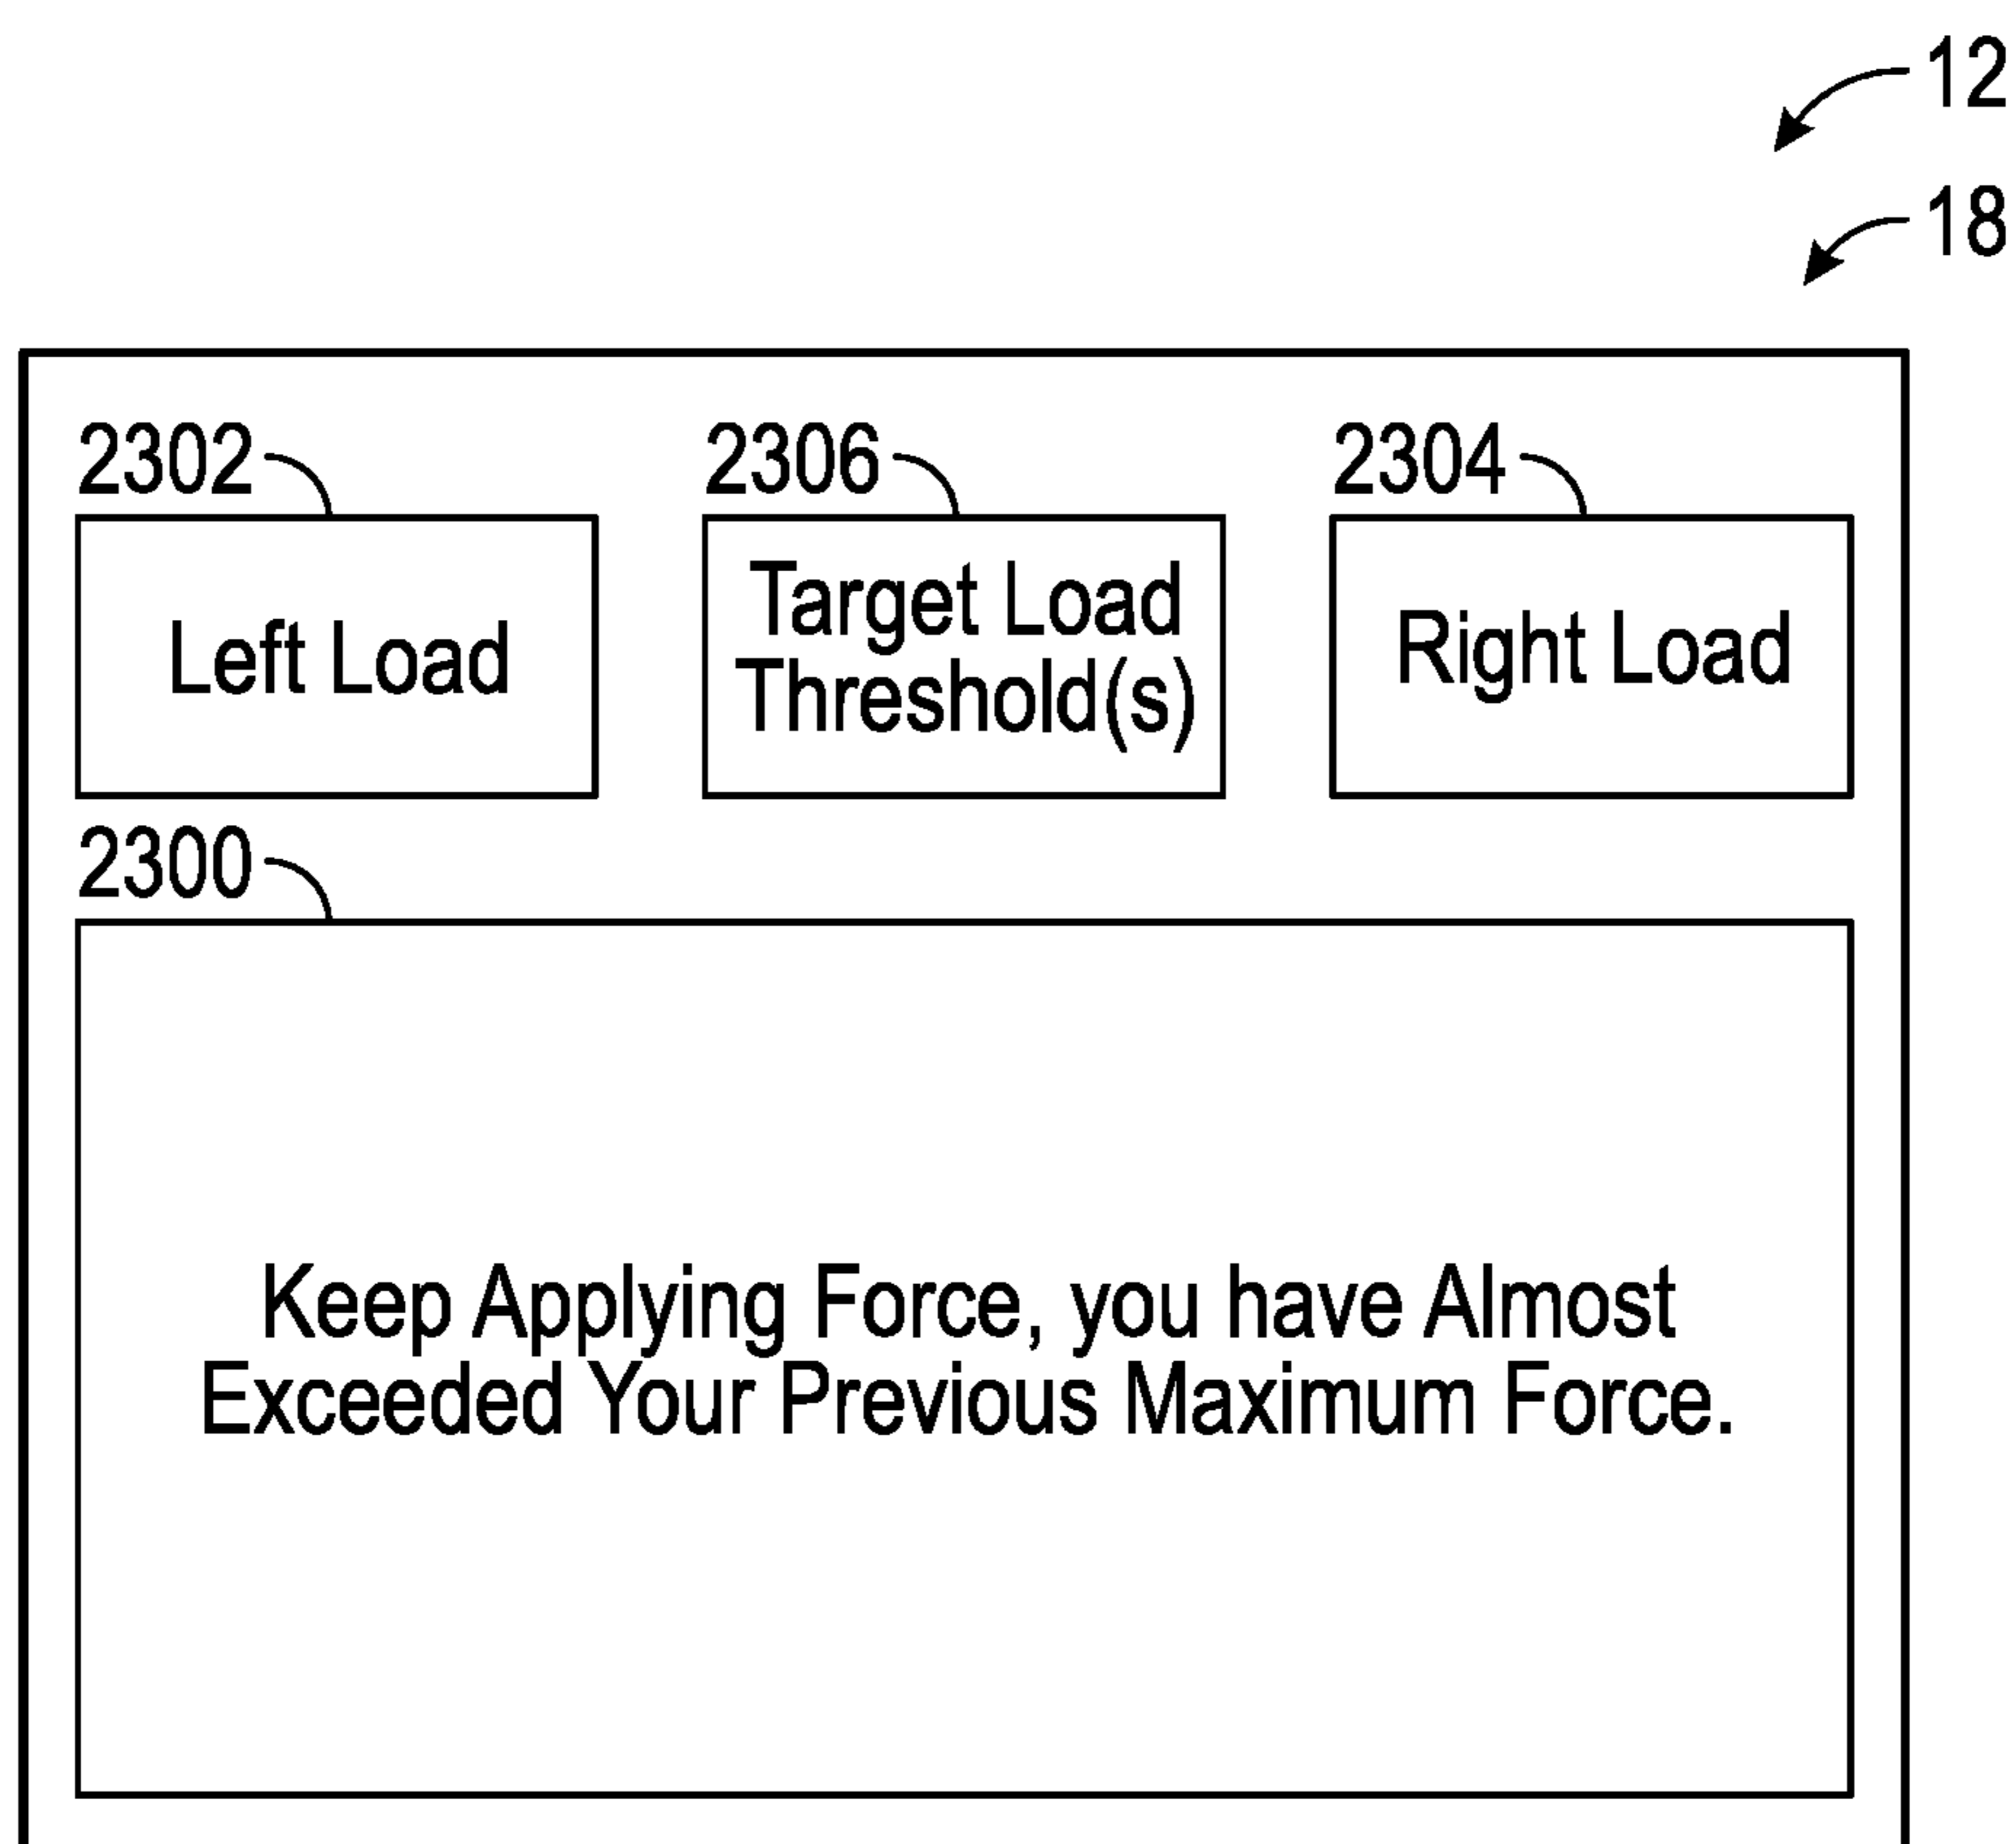 12
18
2302
2306
2304
Left Load
Target Load
Threshold(s)
Right Load
2300
Keep Applying Force, you have Almost
Exceeded Your Previous Maximum Force.